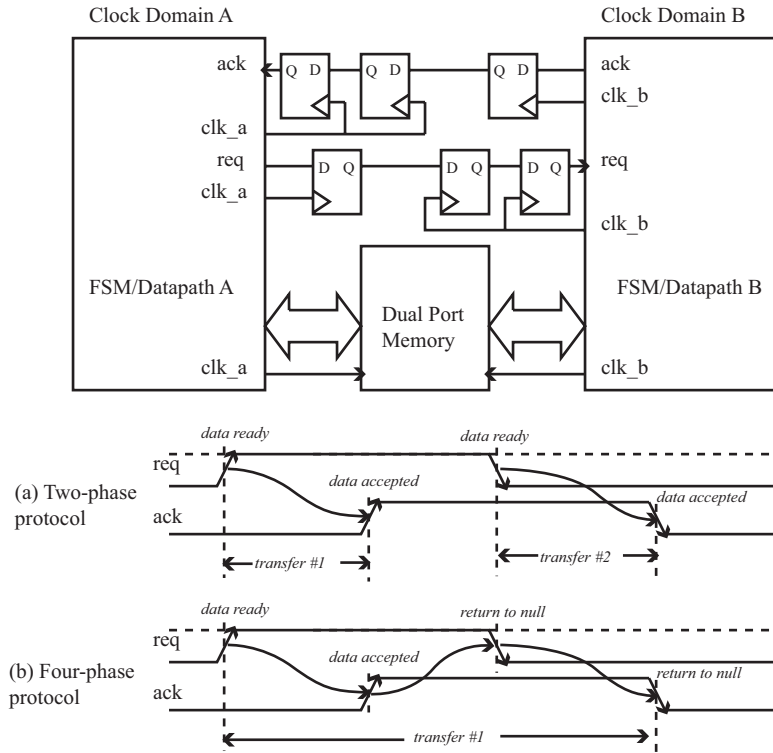 Clock Domain A
Clock Domain B
ack
Q D
Q D
Q D
ack
clk_b
clk_a
req
D Q
D Q
D Q
req
clk_a
clk_b
FSM/Datapath A
Dual Port
Memory
FSM/Datapath B
clk_a
clk_b
data ready
data ready
req
(a) Two-phase
protocol
data accepted
data accepted
ack
transfer #1
transfer #2
data ready
return to null
req
(b) Four-phase
protocol
data accepted
return to null
ack
transfer #1